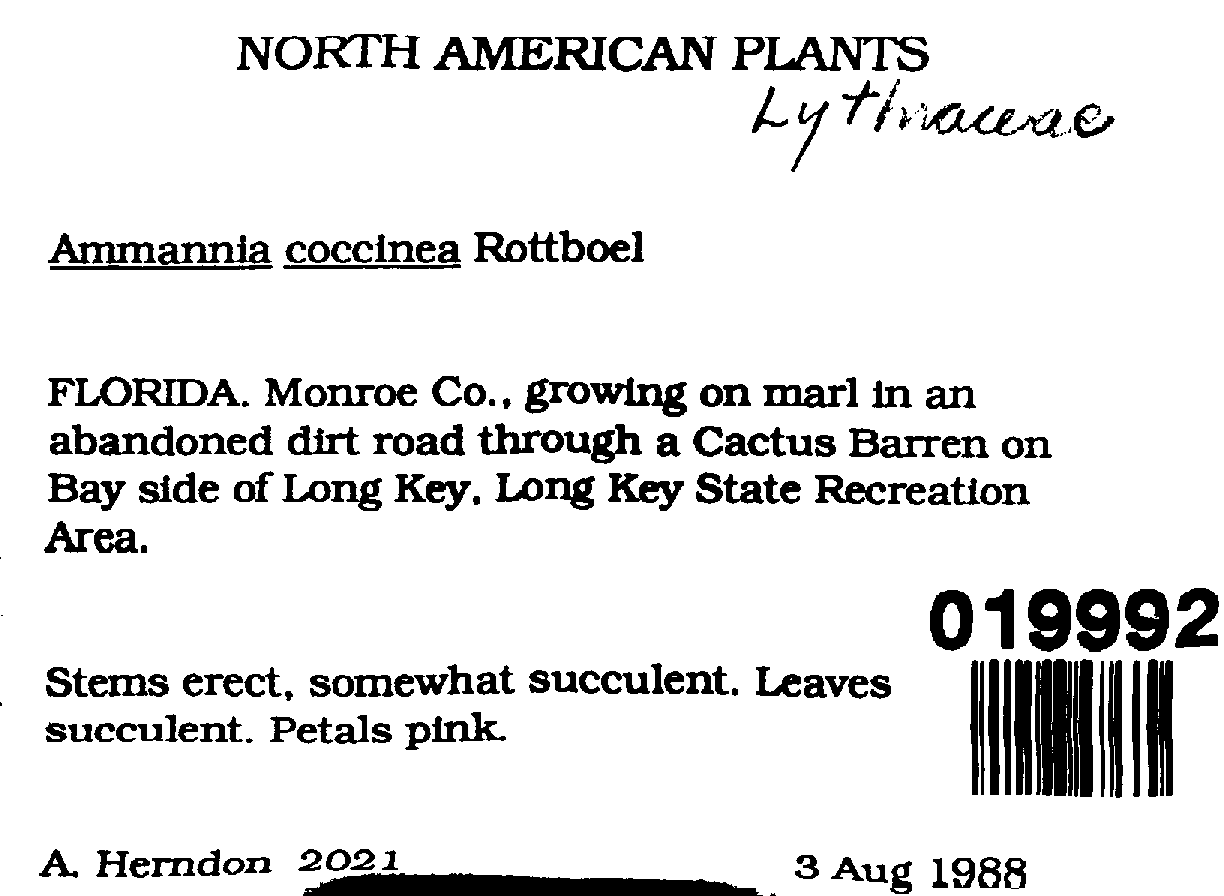 NORTH AMERICAN PLANTS
Lythraceae
Ammannia coccinea Rottboel
FLORIDA. Monroe Co., growing on marl in an
abandoned dirt road through a Cactus Barren on
Bay side of Long Key, Long Key State Recreation
Area.
019992
Stems erect, somewhat succulent. Leaves
succulent. Petals pink.
A. Herndon 2021
3 Aug 1988